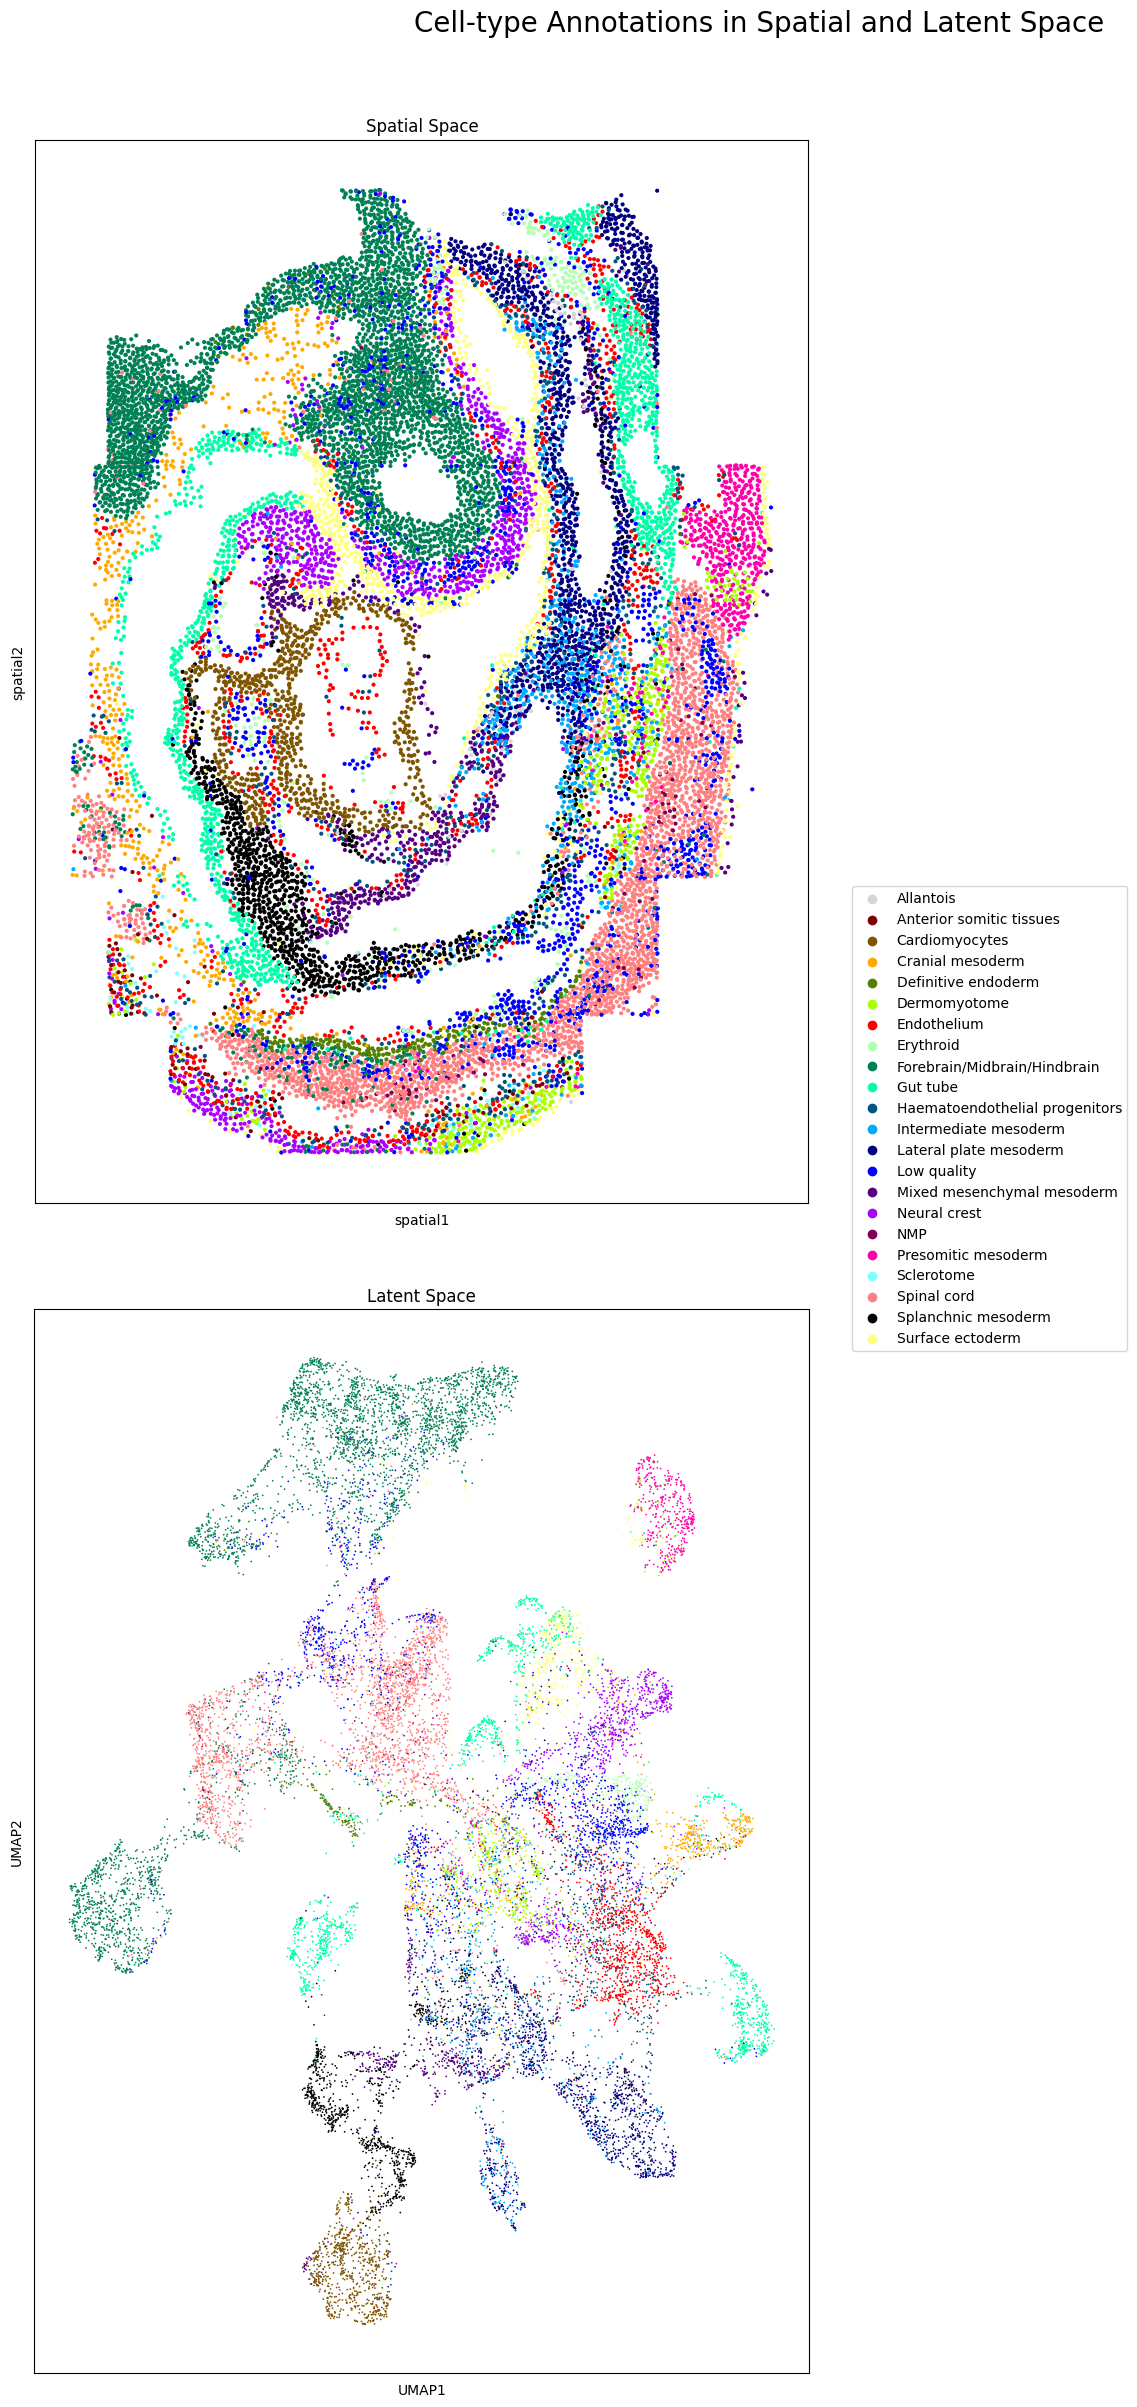 Cell-type Annotations in Spatial and Latent Space
Spatial Space
spatial2
spatial1
Allantois
Anterior somitic tissues
Cardiomyocytes
Cranial mesoderm
Definitive endoderm
Dermomyotome
Endothelium
Erythroid
Forebrain/Midbrain/Hindbrain
Gut tube
Haematoendothelial progenitors
Intermediate mesoderm
Lateral plate mesoderm
Low quality
Mixed mesenchymal mesoderm
Neural crest
NMP
Presomitic mesoderm
Sclerotome
Spinal cord
Splanchnic mesoderm
Surface ectoderm
Latent Space
UMAP2
UMAP1